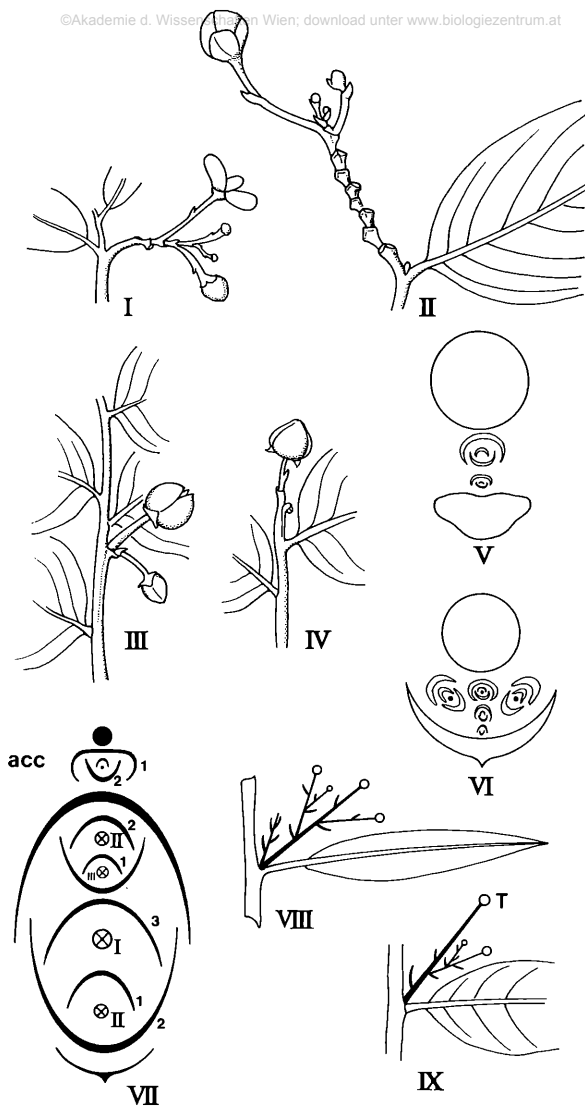 ©Akademie d. Wissenschaften Wien; download unter www.biologiezentrum.at
I
II
III
IV
V
VI
acc
1
2
2
II
1
III
3
I
1
II
2
VII
VIII
T
IX